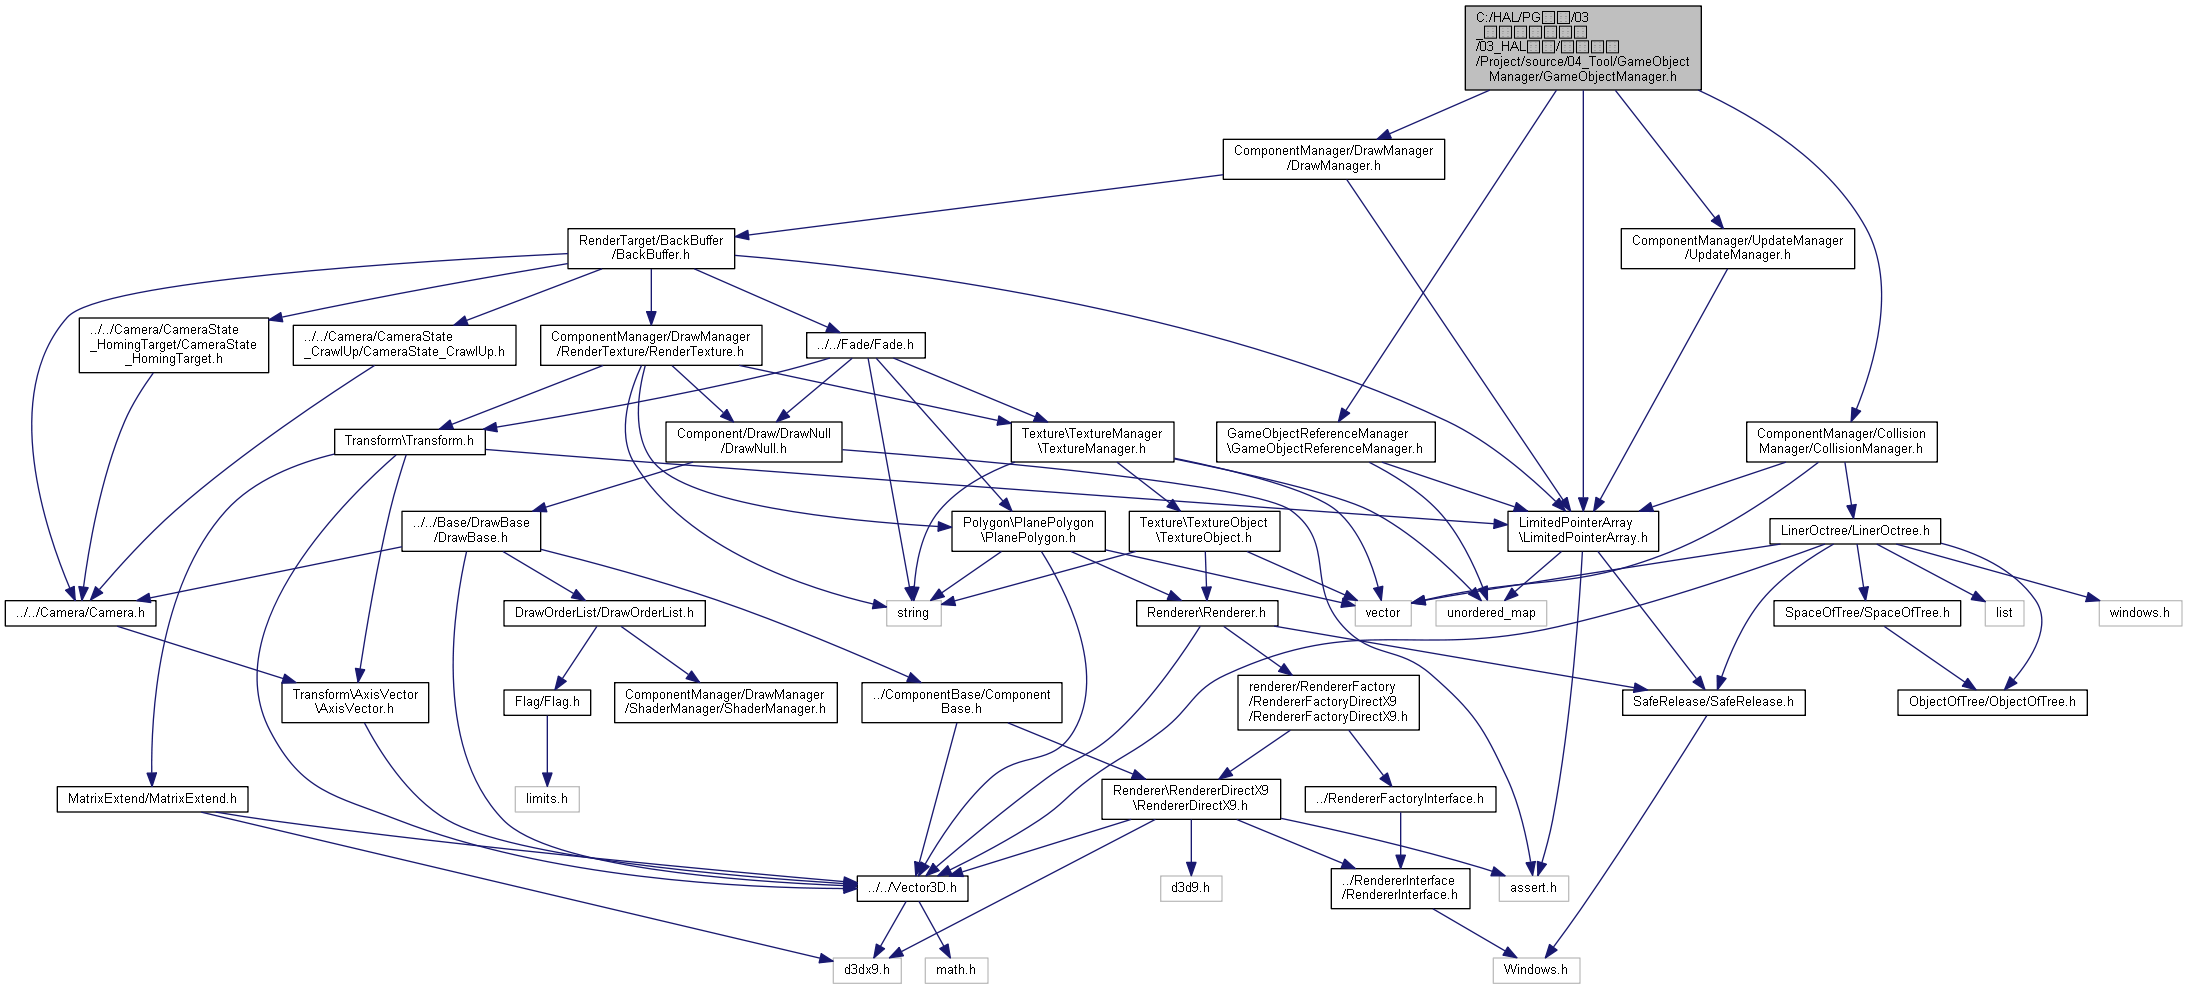 C:/HAL/PG□□□/03
_□□□□□□□
/03_HAL□□/□□□□
/Project/source/04_Tool/GameObject
Manager/GameObjectManager.h
ComponentManager/DrawManager
/DrawManager.h
RenderTarget/BackBuffer
/BackBuffer.h
ComponentManager/UpdateManager
/UpdateManager.h
../../Camera/CameraState
_HomingTarget/CameraState
_HomingTarget.h
../../Camera/CameraState
_CrawlUp/CameraState_CrawlUp.h
ComponentManager/DrawManager
/RenderTexture/RenderTexture.h
../../Fade/Fade.h
Transform\Transform.h
Component/Draw/DrawNull
/DrawNull.h
Texture\TextureManager
\TextureManager.h
GameObjectReferenceManager
\GameObjectReferenceManager.h
ComponentManager/Collision
Manager/CollisionManager.h
../../Base/DrawBase
/DrawBase.h
Polygon\PlanePolygon
\PlanePolygon.h
Texture\TextureObject
\TextureObject.h
LimitedPointerArray
\LimitedPointerArray.h
LinerOctree/LinerOctree.h
../../Camera/Camera.h
DrawOrderList/DrawOrderList.h
string
Renderer\Renderer.h
vector
unordered_map
SpaceOfTree/SpaceOfTree.h
list
windows.h
Transform\AxisVector
\AxisVector.h
Flag/Flag.h
ComponentManager/DrawManager
/ShaderManager/ShaderManager.h
../ComponentBase/Component
Base.h
renderer/RendererFactory
/RendererFactoryDirectX9
/RendererFactoryDirectX9.h
SafeRelease/SafeRelease.h
ObjectOfTree/ObjectOfTree.h
MatrixExtend/MatrixExtend.h
limits.h
Renderer\RendererDirectX9
\RendererDirectX9.h
../RendererFactoryInterface.h
../../Vector3D.h
d3d9.h
../RendererInterface
/RendererInterface.h
assert.h
d3dx9.h
math.h
Windows.h